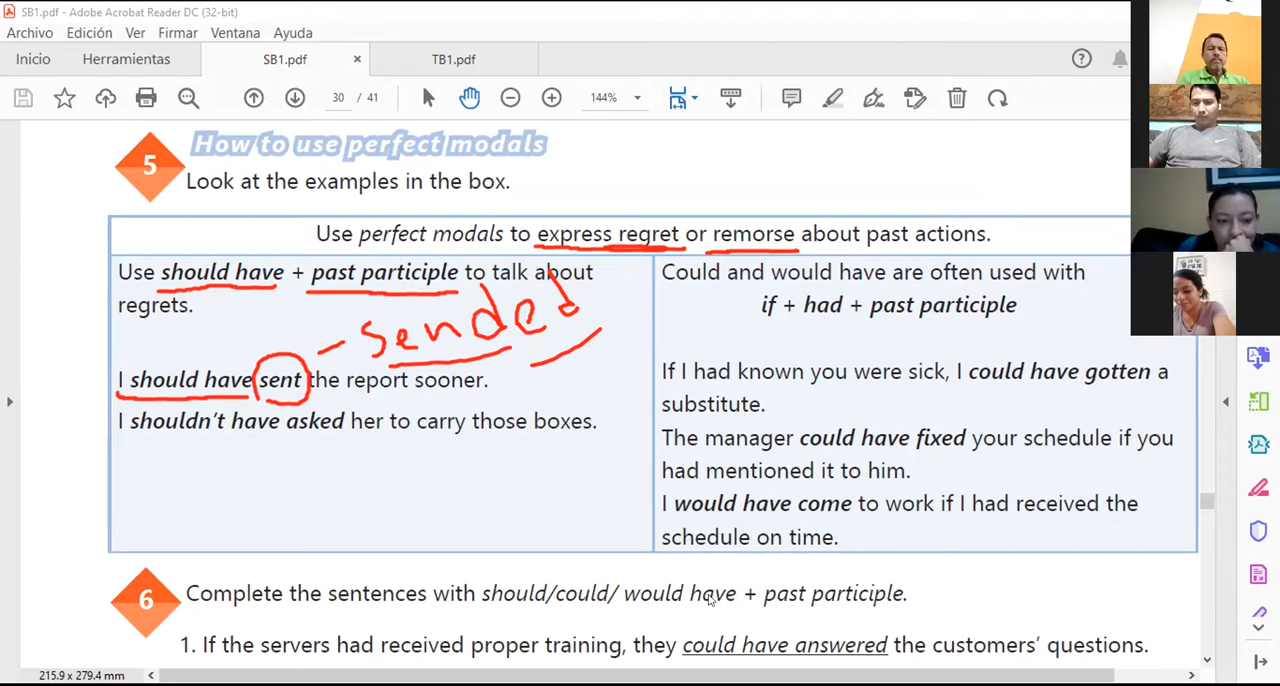 SB1.pdf - Adobe Acrobat Reader DC (32-bit)
Archivo Edición Ver Firmar Ventana Ayuda
Inicio Herramientas SB1.pdf × TB1.pdf
30 / 41 144%
5 How to use perfect modals
Look at the examples in the box.
Use perfect modals to express regret or remorse about past actions.
Use should have + past participle to talk about
regrets.
- sended
I should have sent the report sooner.
I shouldn't have asked her to carry those boxes.
Could and would have are often used with
if + had + past participle
If I had known you were sick, I could have gotten a
substitute.
The manager could have fixed your schedule if you
had mentioned it to him.
I would have come to work if I had received the
schedule on time.
6 Complete the sentences with should/could/ would have + past participle.
1. If the servers had received proper training, they could have answered the customers' questions.
215.9 x 279.4 mm